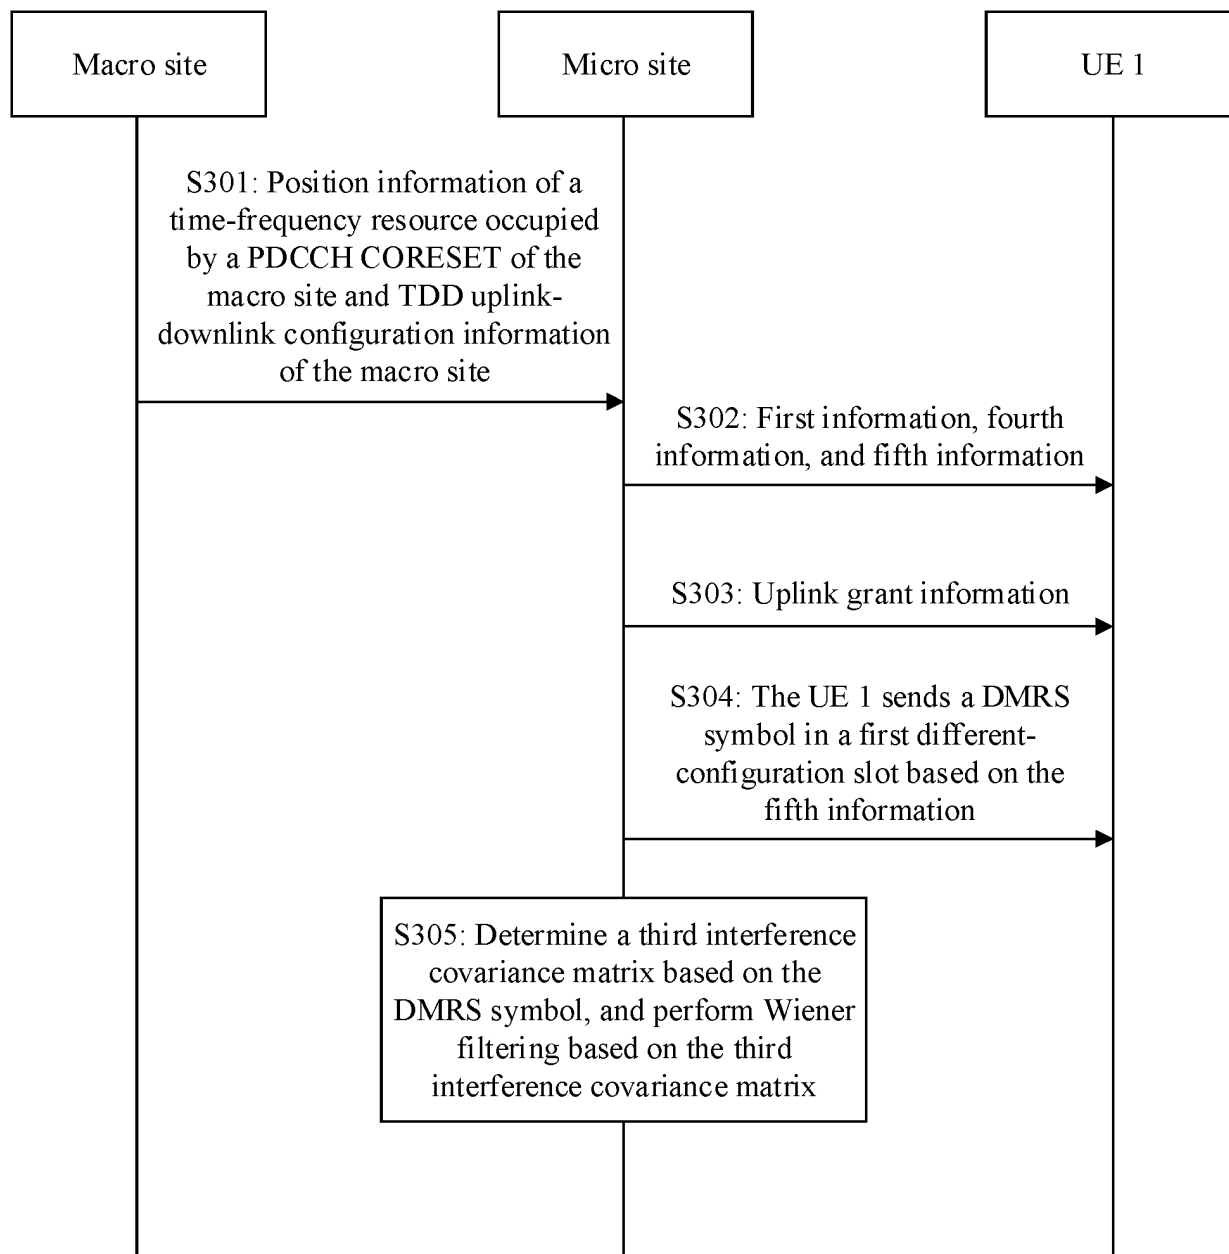 Macro site
Micro site
UE 1
S301: Position information of a
time-frequency resource occupied
by a PDCCH CORESET of the
macro site and TDD uplink-
downlink configuration information
of the macro site
S302: First information, fourth
information, and fifth information
S303: Uplink grant information
S304: The UE 1 sends a DMRS
symbol in a first different-
configuration slot based on the
fifth information
S305: Determine a third interference
covariance matrix based on the
DMRS symbol, and perform Wiener
filtering based on the third
interference covariance matrix